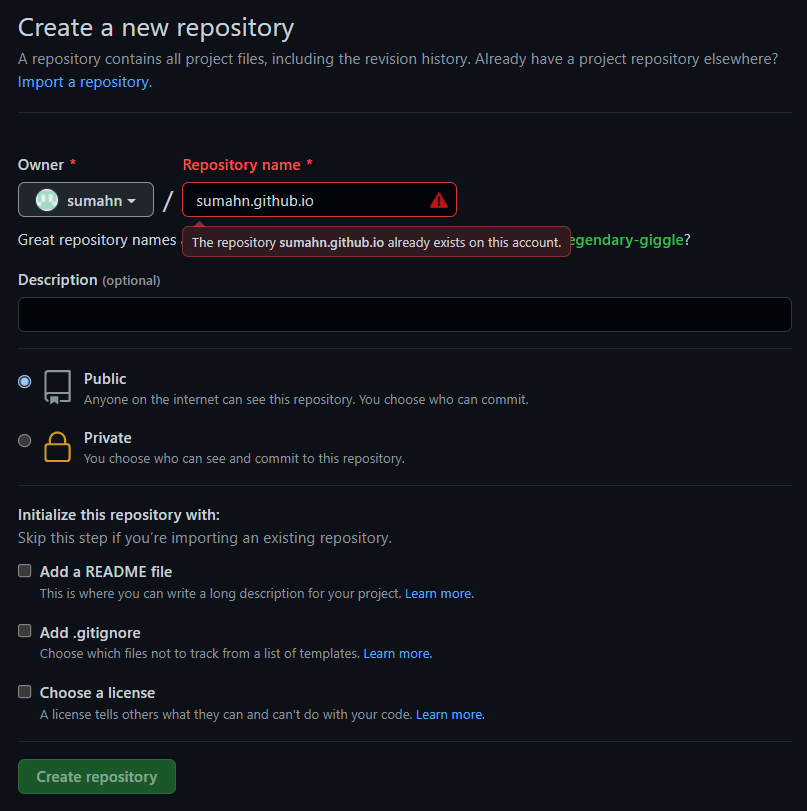 Create a new repository
A repository contains all project files, including the revision history. Already have a project repository elsewhere?
Import a repository.
Owner *
Repository name *
sumahn
/
sumahn.github.io
Great repository names
egendary-giggle?
The repository sumahn.github.io already exists on this account.
Description (optional)
Public
Anyone on the internet can see this repository. You choose who can commit.
Private
You choose who can see and commit to this repository.
Initialize this repository with:
Skip this step if you’re importing an existing repository.
Add a README file
This is where you can write a long description for your project. Learn more.
Add .gitignore
Choose which files not to track from a list of templates. Learn more.
Choose a license
A license tells others what they can and can't do with your code. Learn more.
Create repository